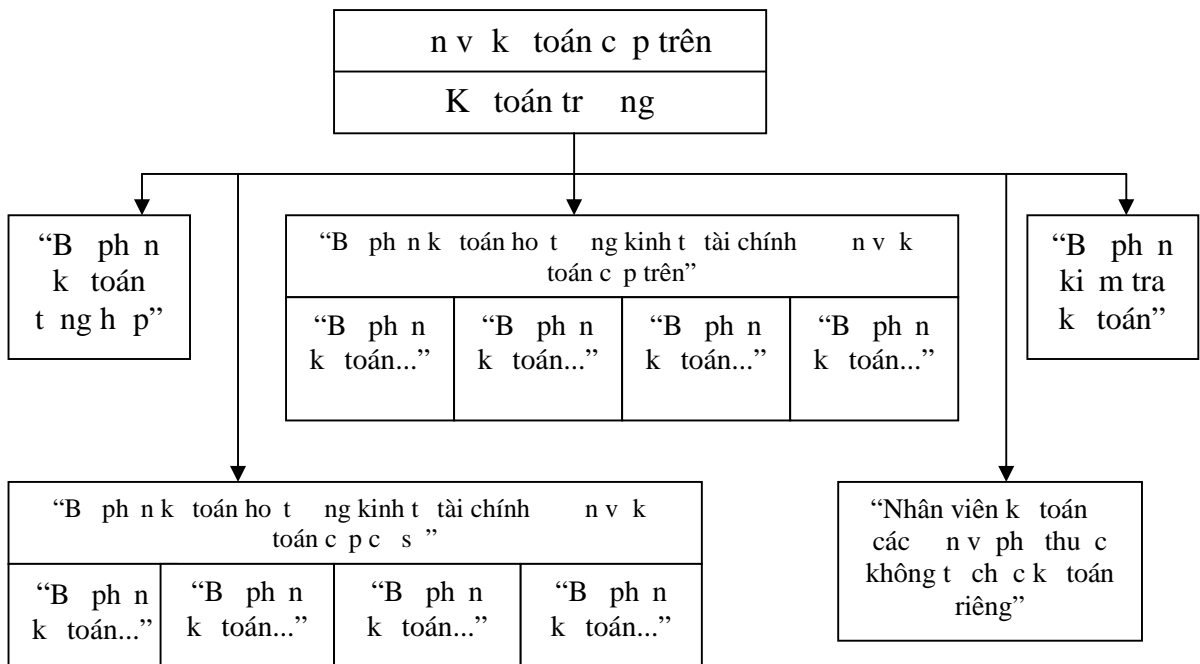 n v k toán c p trên
K toán tr ng
“B ph n
k toán
t ng h p”
“B ph n k toán ho t ng kinh t tài chính n v k
toán c p trên”
“B ph n
k toán...”
“B ph n
k toán...”
“B ph n
k toán...”
“B ph n
k toán...”
“B ph n
ki m tra
k toán”
“B ph n k toán ho t ng kinh t tài chính n v k
toán c p c s ”
“B ph n
k toán...”
“B ph n
k toán...”
“B ph n
k toán...”
“B ph n
k toán...”
“Nhân viên k toán
các n v ph thu c
không t ch c k toán
riêng”